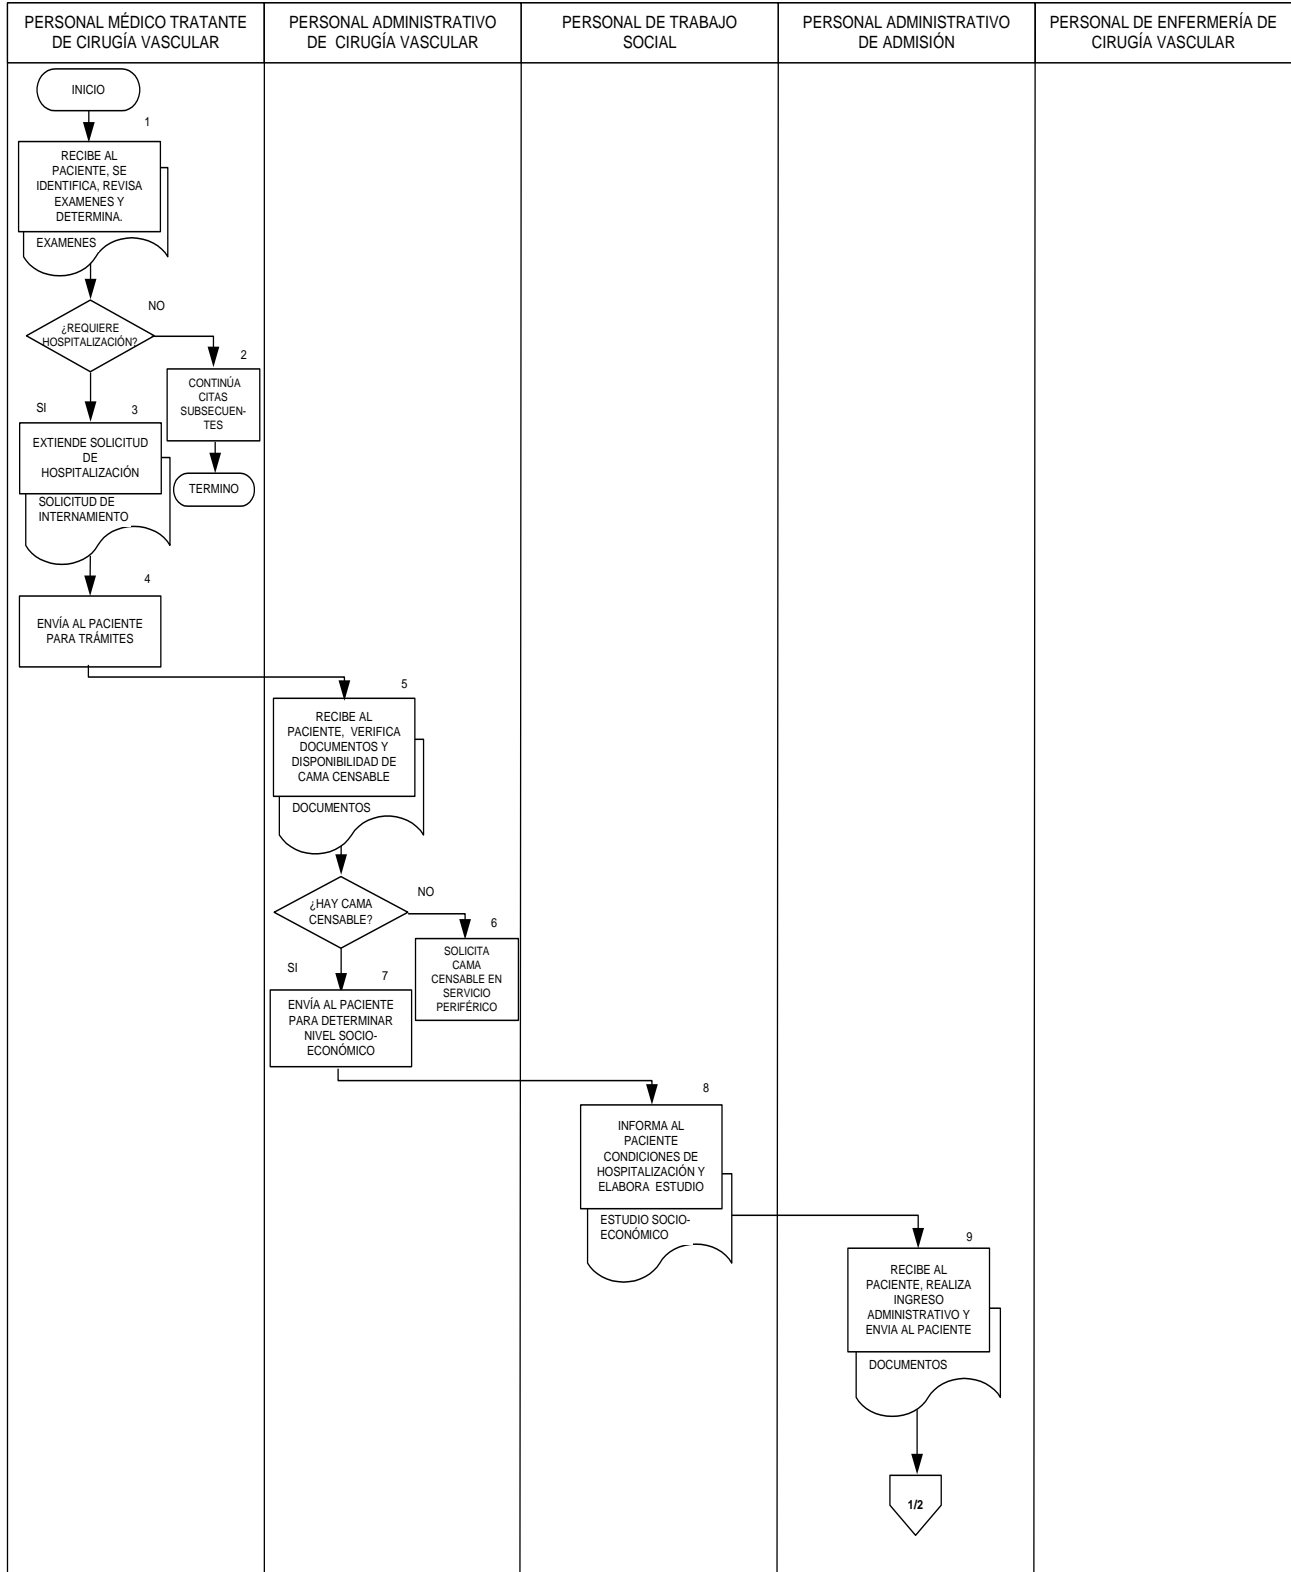 PERSONAL MÉDICO TRATANTE
DE CIRUGÍA VASCULAR
PERSONAL ADMINISTRATIVO
DE CIRUGÍA VASCULAR
PERSONAL DE TRABAJO
SOCIAL
PERSONAL ADMINISTRATIVO
DE ADMISIÓN
PERSONAL DE ENFERMERÍA DE
CIRUGÍA VASCULAR
INICIO
1
RECIBE AL
PACIENTE, SE
IDENTIFICA, REVISA
EXAMENES Y
DETERMINA.
EXAMENES
NO
¿REQUIERE
HOSPITALIZACIÓN?
2
CONTINÚA
CITAS
SUBSECUEN-
TES
TERMINO
SI
3
EXTIENDE SOLICITUD
DE
HOSPITALIZACIÓN
SOLICITUD DE
INTERNAMIENTO
4
ENVÍA AL PACIENTE
PARA TRÁMITES
5
RECIBE AL
PACIENTE, VERIFICA
DOCUMENTOS Y
DISPONIBILIDAD DE
CAMA CENSABLE
DOCUMENTOS
¿HAY CAMA
CENSABLE?
NO
6
SOLICITA
CAMA
CENSABLE EN
SERVICIO
PERIFÉRICO
SI
7
ENVÍA AL PACIENTE
PARA DETERMINAR
NIVEL SOCIO-
ECONÓMICO
8
INFORMA AL
PACIENTE
CONDICIONES DE
HOSPITALIZACIÓN Y
ELABORA ESTUDIO
ESTUDIO SOCIO-
ECONÓMICO
9
RECIBE AL
PACIENTE, REALIZA
INGRESO
ADMINISTRATIVO Y
ENVIA AL PACIENTE
DOCUMENTOS
1/2